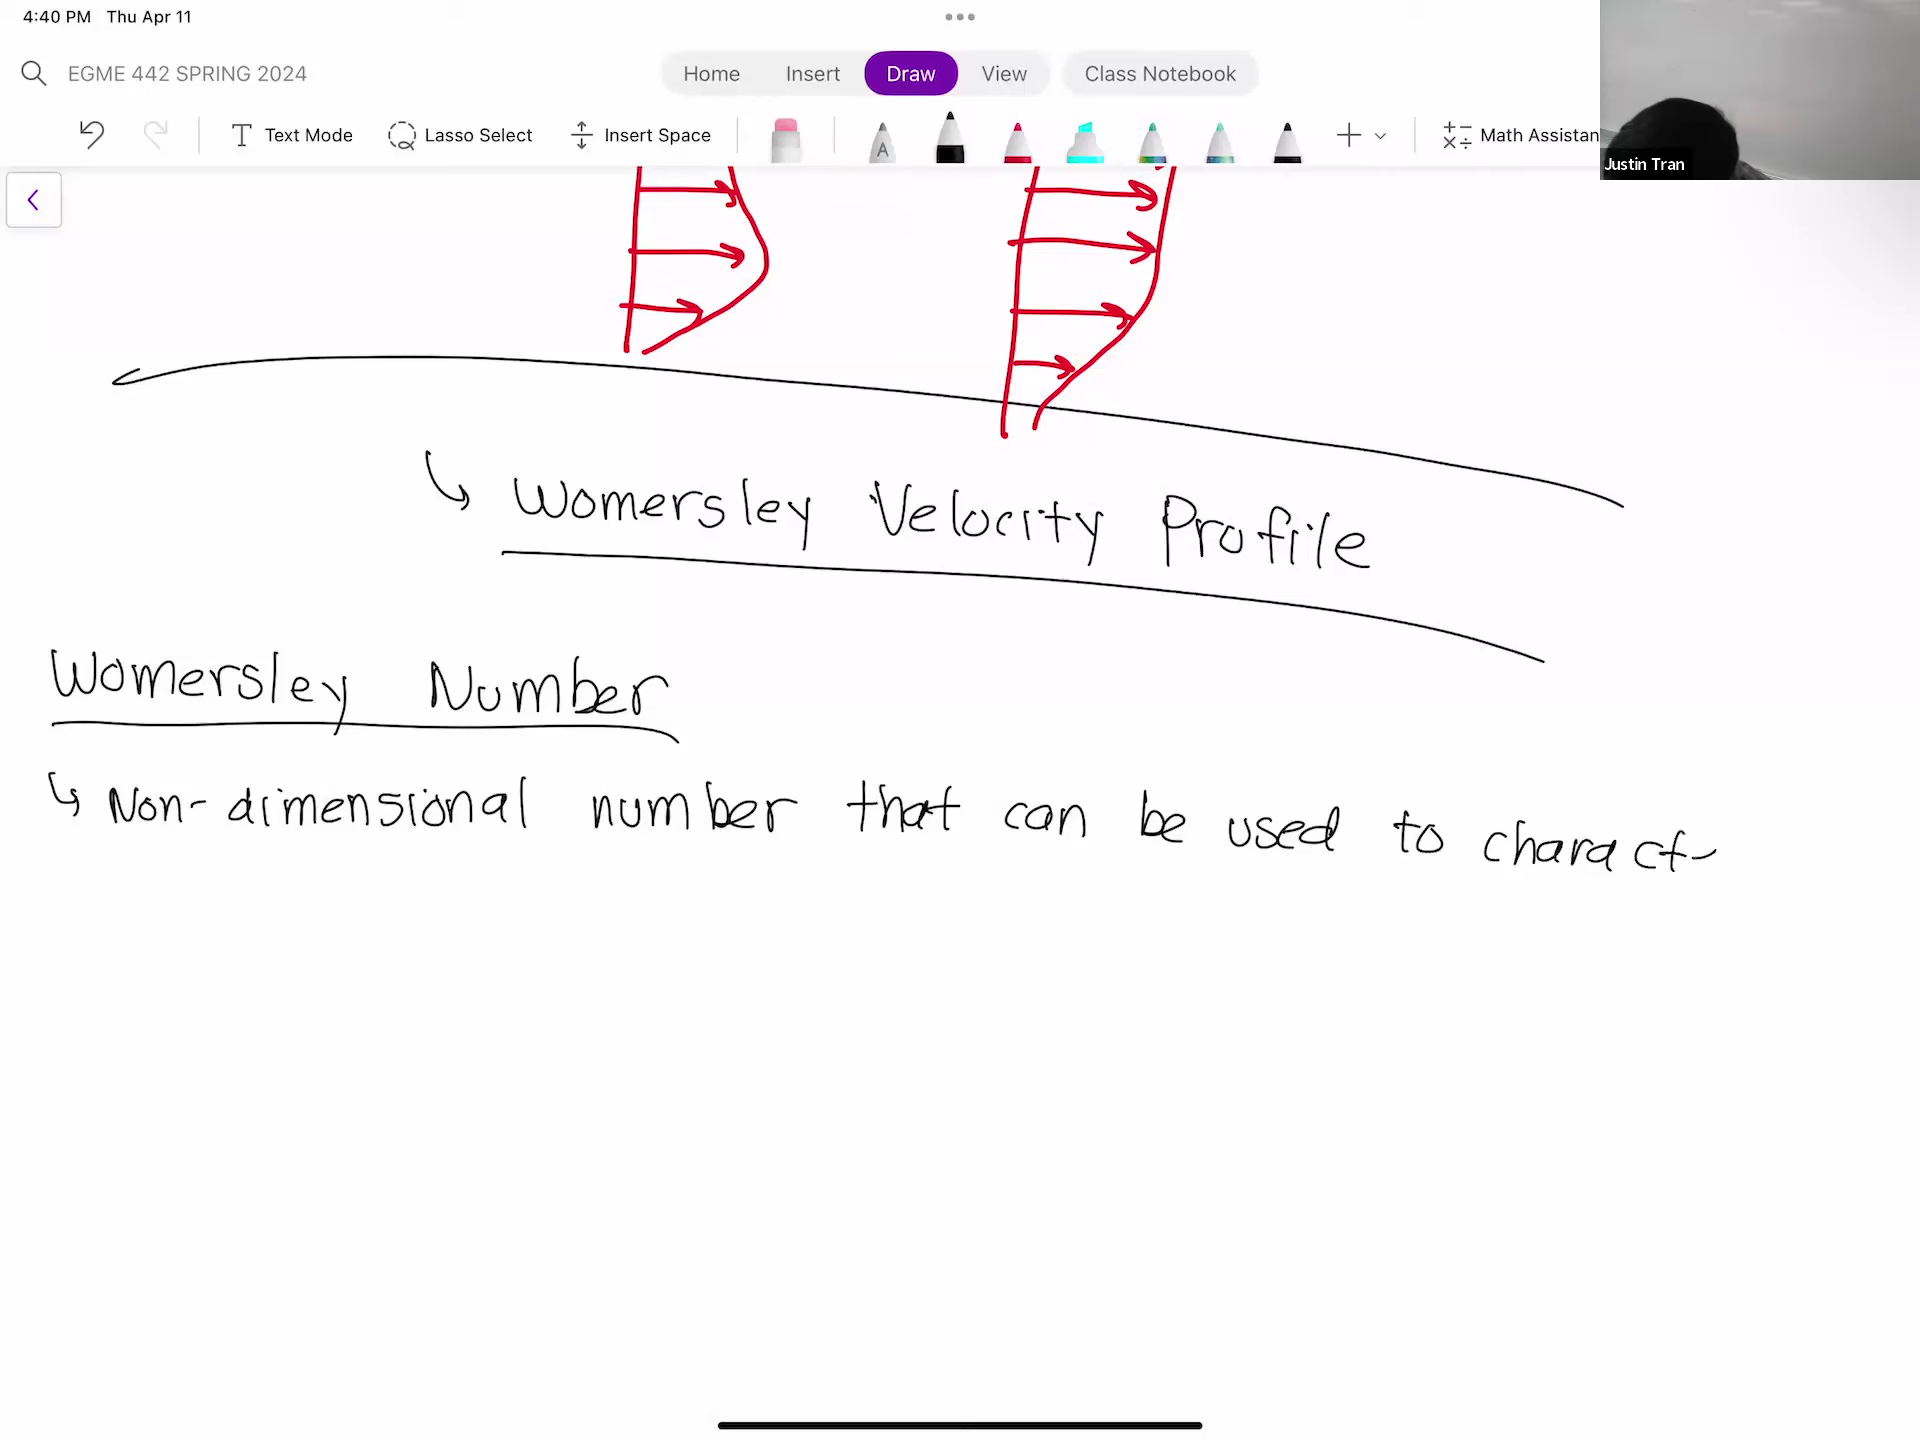 4:40 PM Thu Apr 11
EGME 442 SPRING 2024
Home Insert Draw View Class Notebook
Text Mode Lasso Select Insert Space A Math Assistan
Justin Tran
Womersley Velocity Profile
Womersley Number
Non-dimensional number that can be used to charact